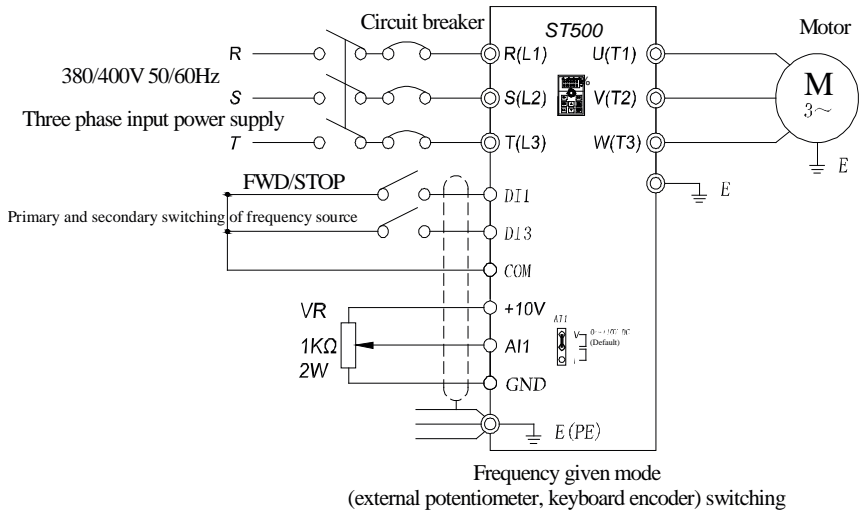 Circuit breaker
ST500
Motor
R
R(L1)
U(T1)
380/400V 50/60Hz
S
S(L2)
V(T2)
M
3~
Three phase input power supply
T
T(L3)
W(T3)
E
E
FWD/STOP
DI1
Primary and secondary switching of frequency source
DI3
COM
VR
+10V
AI1
V
(Default)
1KΩ
AI1
I
2W
GND
E(PE)
Frequency given mode
(external potentiometer, keyboard encoder) switching